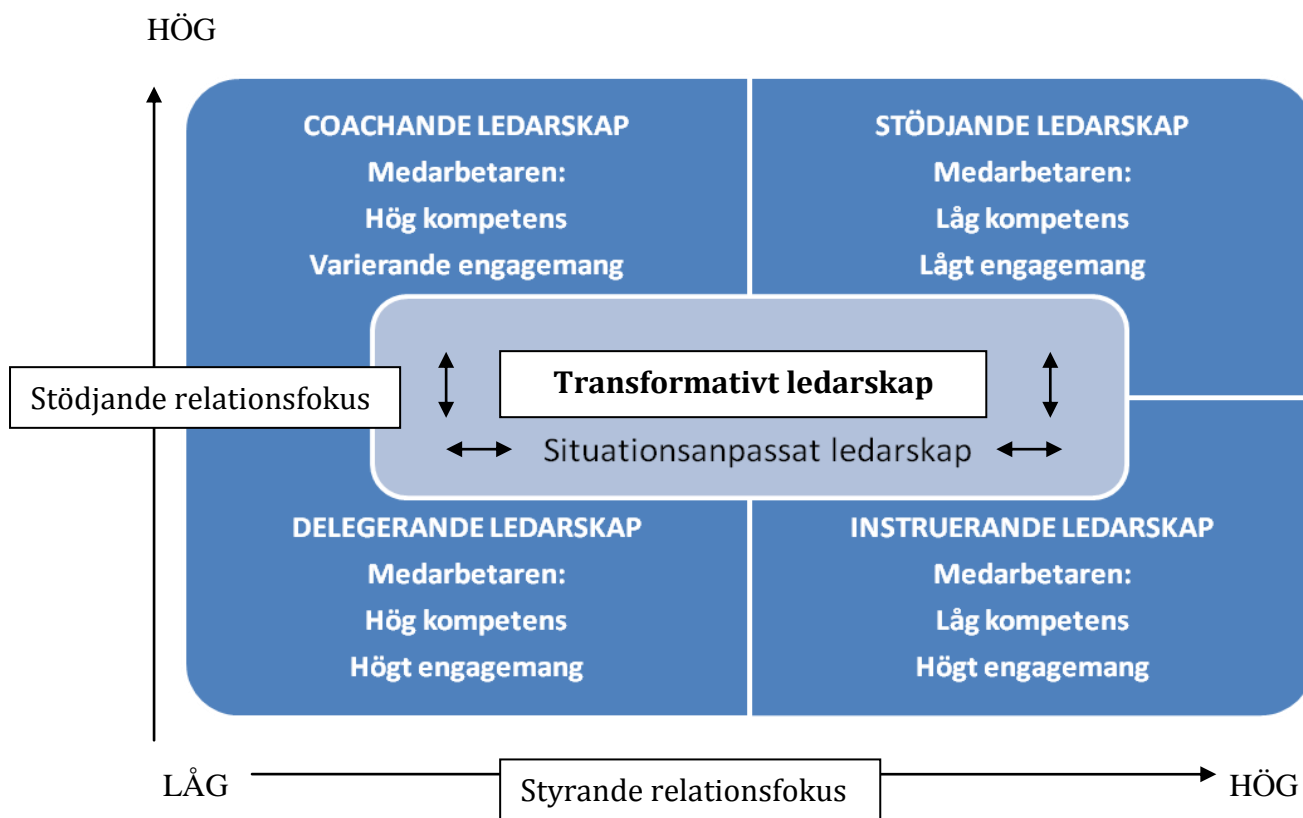 HÖG
COACHANDE LEDARSKAP
Medarbetaren:
Hög kompetens
Varierande engagemang
STÖDJANDE LEDARSKAP
Medarbetaren:
Låg kompetens
Lågt engagemang
Stödjande relationsfokus
Transformativt ledarskap
Situationsanpassat ledarskap
DELEGERANDE LEDARSKAP
Medarbetaren:
Hög kompetens
Högt engagemang
INSTRUERANDE LEDARSKAP
Medarbetaren:
Låg kompetens
Högt engagemang
LÅG
Styrande relationsfokus
HÖG